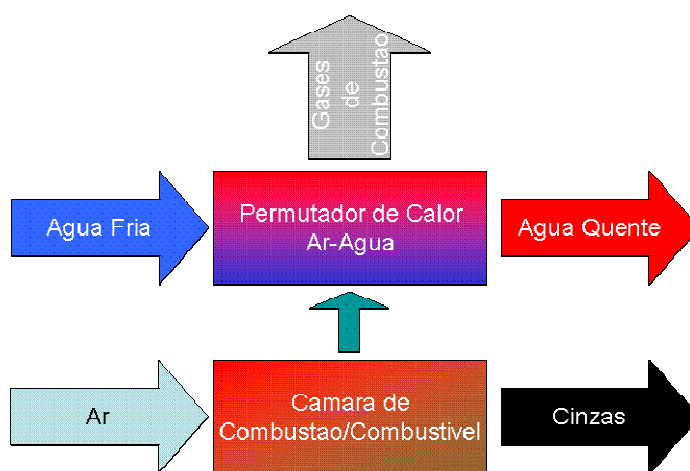 Gases
de
Combustao
Agua Fria
Permutador de Calor
Ar-Agua
Agua Quente
Ar
Camara de
Combustao/Combustivel
Cinzas